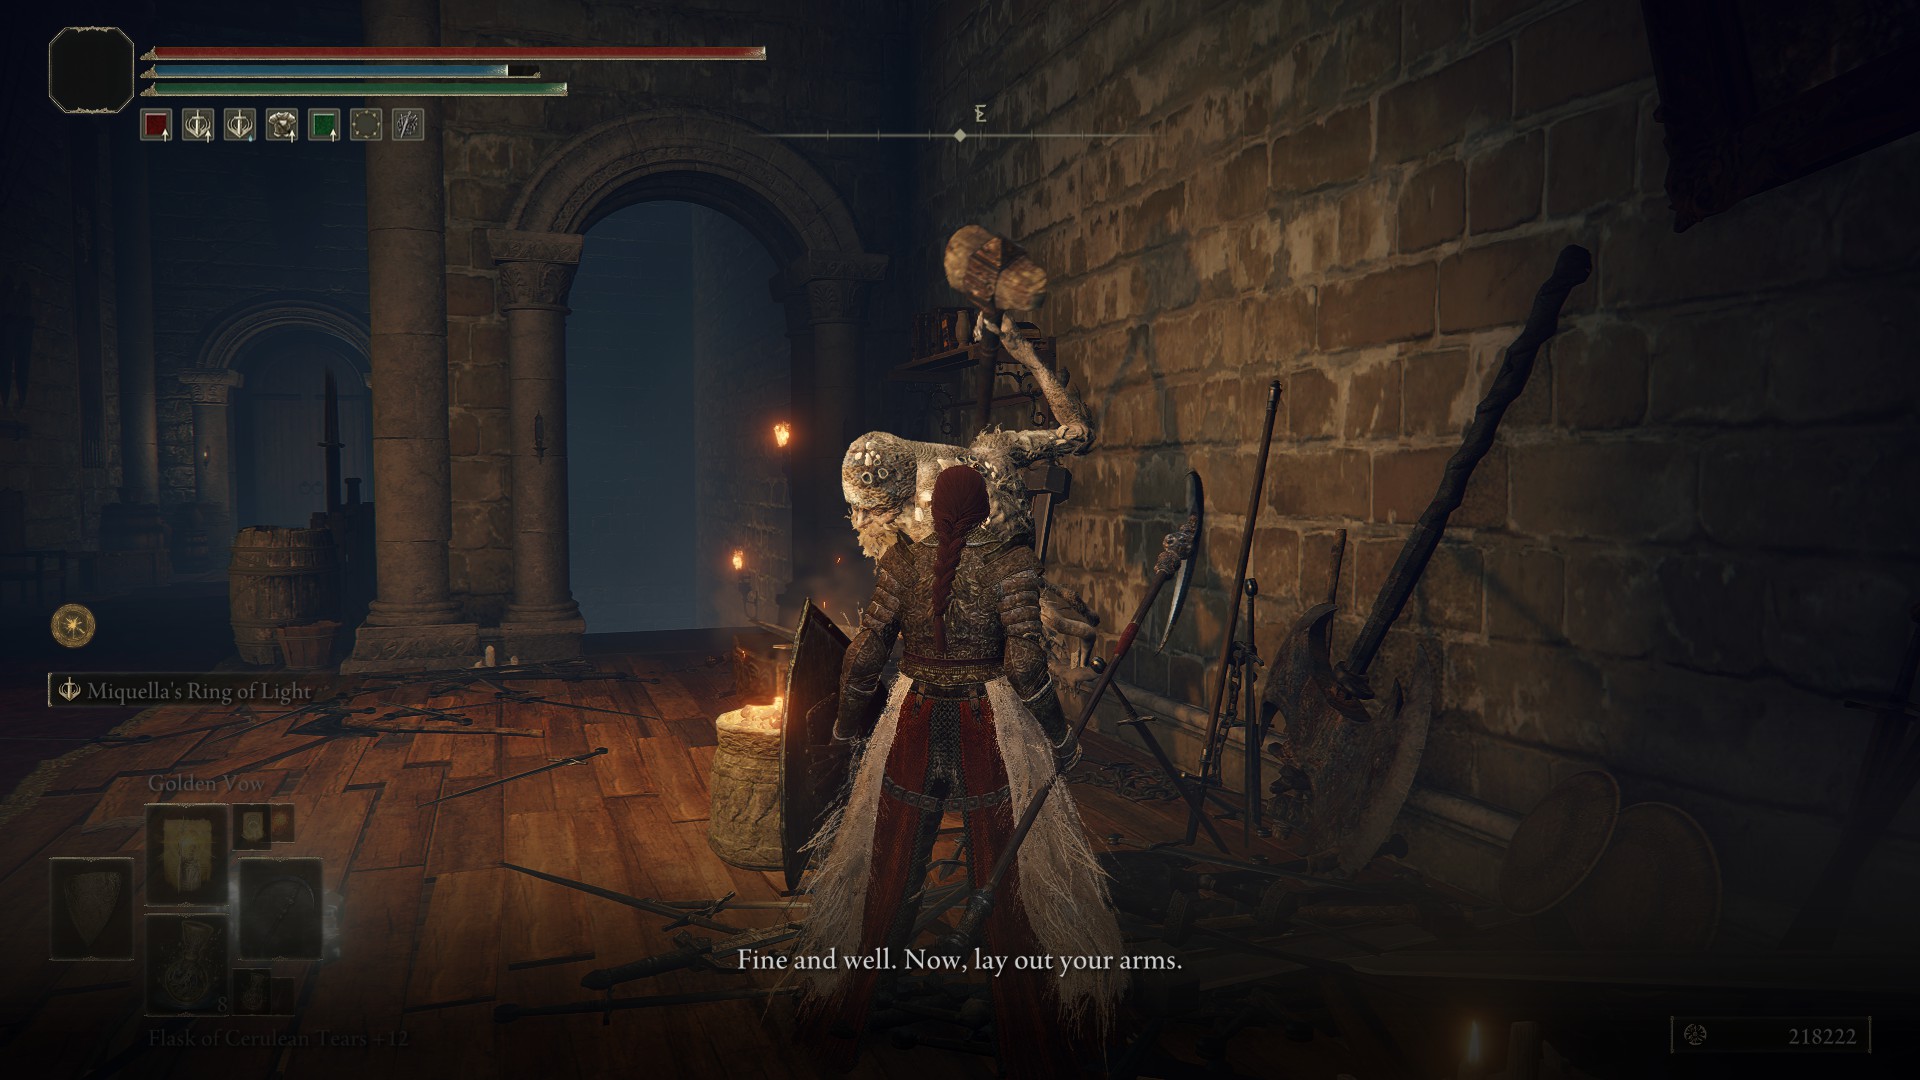 E
Miquella's Ring of Light
Golden Vow
8
Fine and well. Now, lay out your arms.
Flask of Cerulean Tears +12
218222